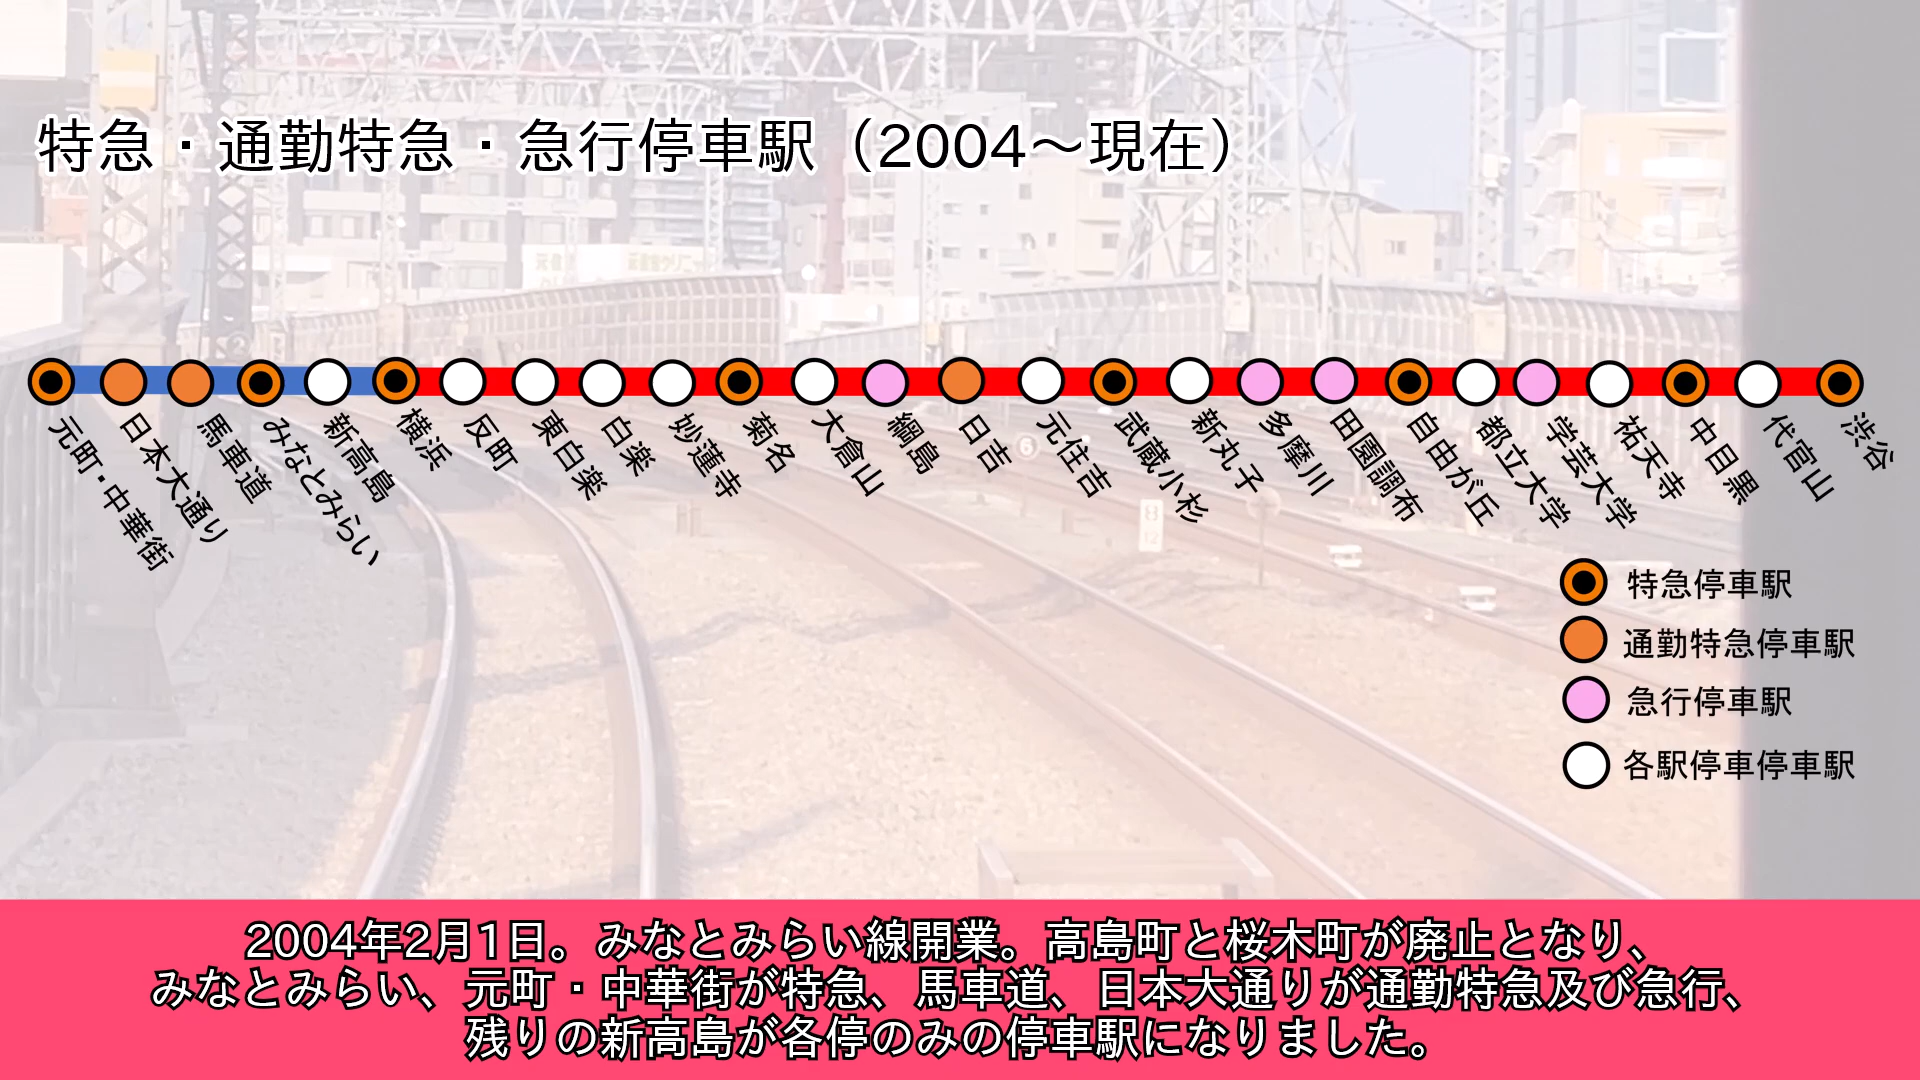 特急・通勤特急・急行停車駅（2004～現在）
元町・中華街
日本大通り
馬車道
みなとみらい
新高島
横浜
反町
東白楽
白楽
妙蓮寺
菊名
大倉山
綱島
日吉
元住吉
武蔵小杉
新丸子
多摩川
田園調布
自由が丘
都立大学
学芸大学
祐天寺
中目黒
代官山
渋谷
特急停車駅
通勤特急停車駅
急行停車駅
各駅停車停車駅
2004年2月1日。みなとみらい線開業。高島町と桜木町が廃止となり、
みなとみらい、元町・中華街が特急、馬車道、日本大通りが通勤特急及び急行、
残りの新高島が各停のみの停車駅になりました。